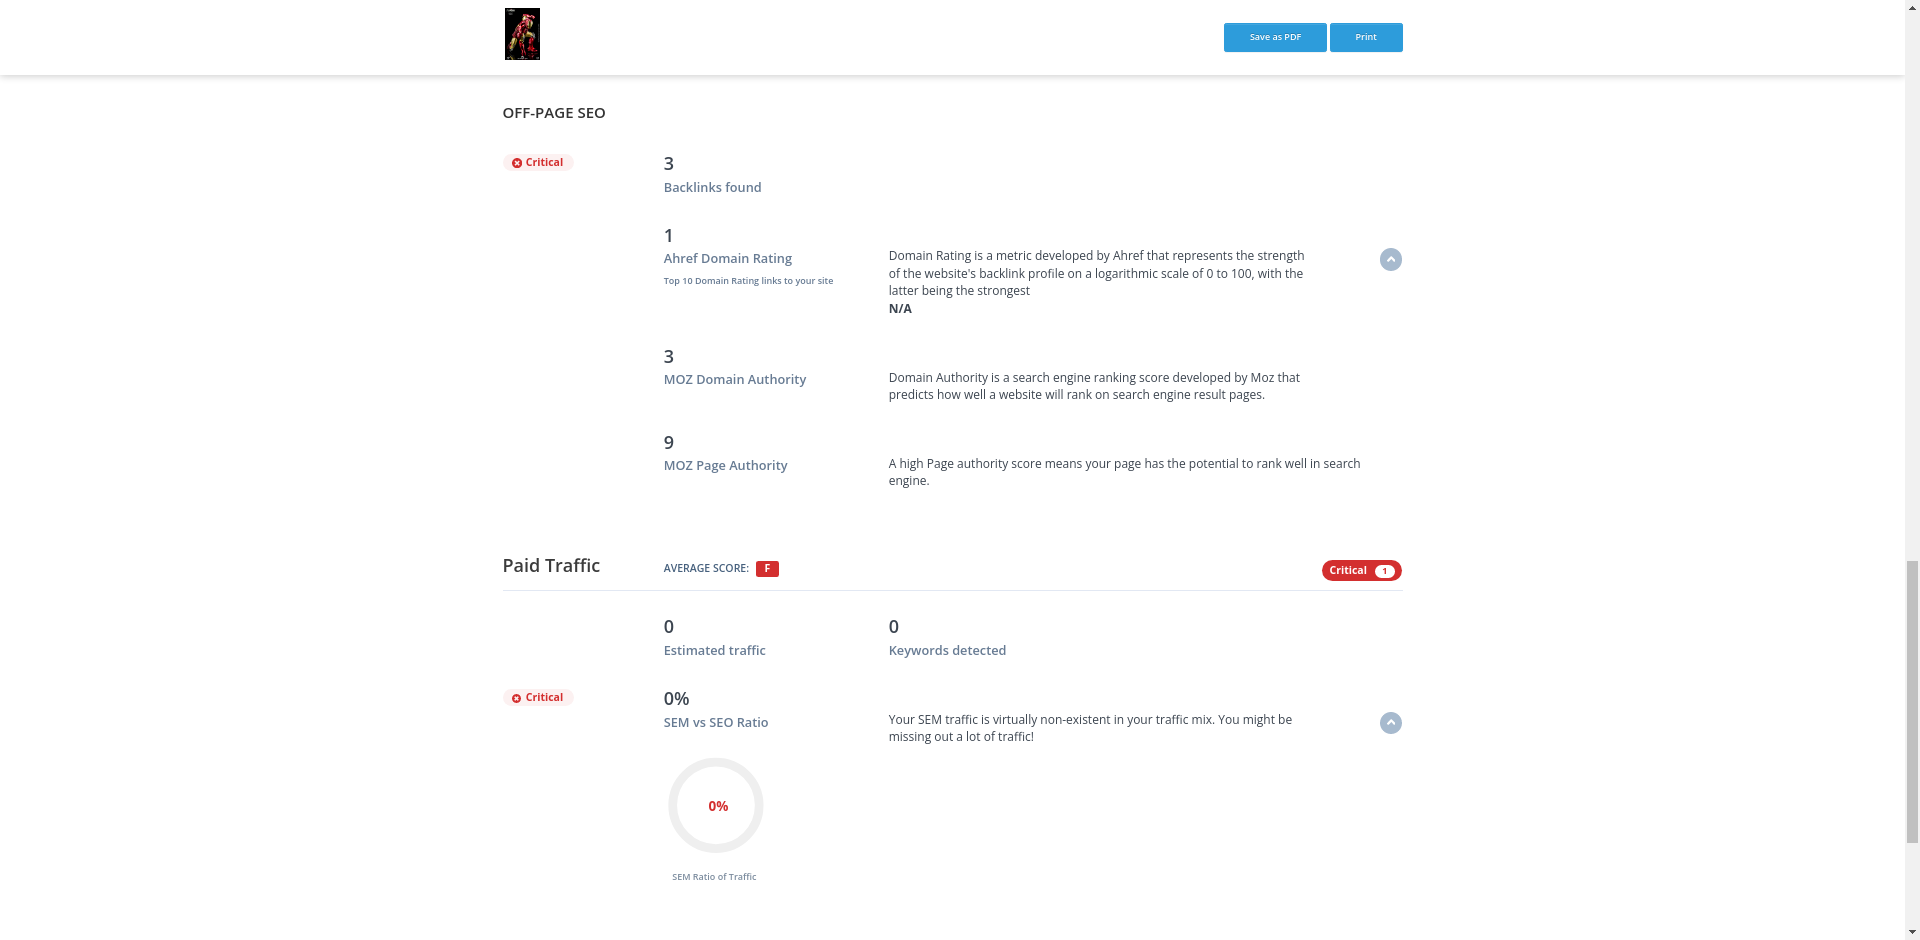 Save as PDF
Print
OFF-PAGE SEO
Critical
3
Backlinks found
1
Ahref Domain Rating
Top 10 Domain Rating links to your site
Domain Rating is a metric developed by Ahref that represents the strength
of the website's backlink profile on a logarithmic scale of 0 to 100, with the
latter being the strongest
N/A
3
MOZ Domain Authority
Domain Authority is a search engine ranking score developed by Moz that
predicts how well a website will rank on search engine result pages.
9
MOZ Page Authority
A high Page authority score means your page has the potential to rank well in search
engine.
Paid Traffic
AVERAGE SCORE: F
Critical 1
0
Estimated traffic
0
Keywords detected
Critical
0%
SEM vs SEO Ratio
Your SEM traffic is virtually non-existent in your traffic mix. You might be
missing out a lot of traffic!
0%
SEM Ratio of Traffic